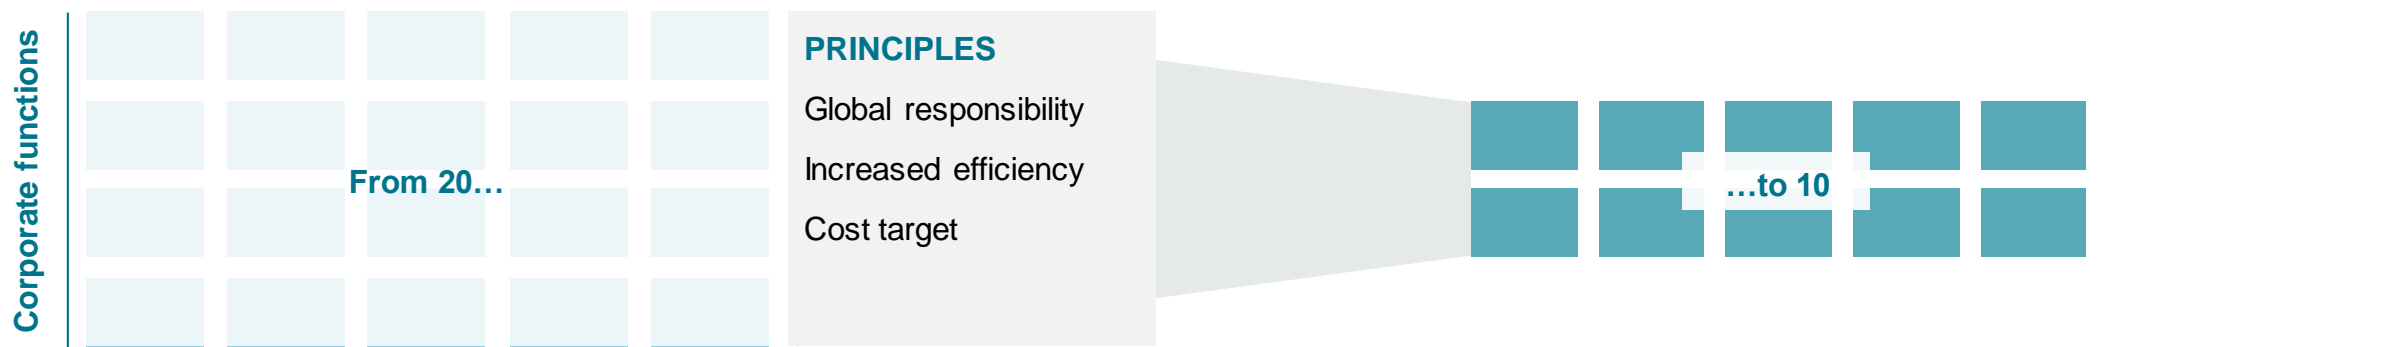 Corporate functions
From 20…
PRINCIPLES
Global responsibility
Increased efficiency
Cost target
…to 10